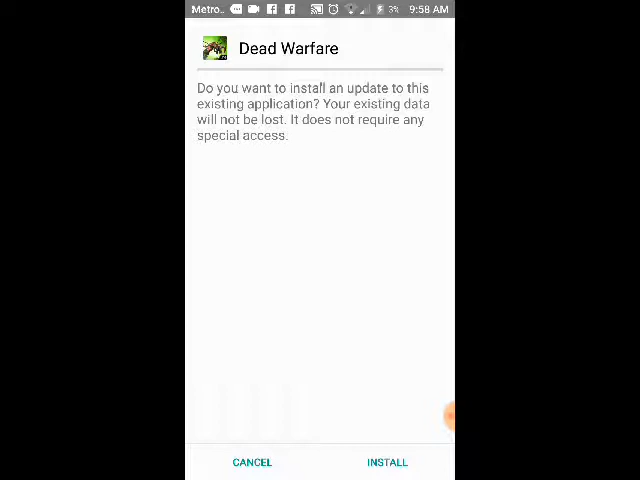 Metro.. 3% 9:58 AM
Dead Warfare
Do you want to install an update to this
existing application? Your existing data
will not be lost. It does not require any
special access.
CANCEL INSTALL